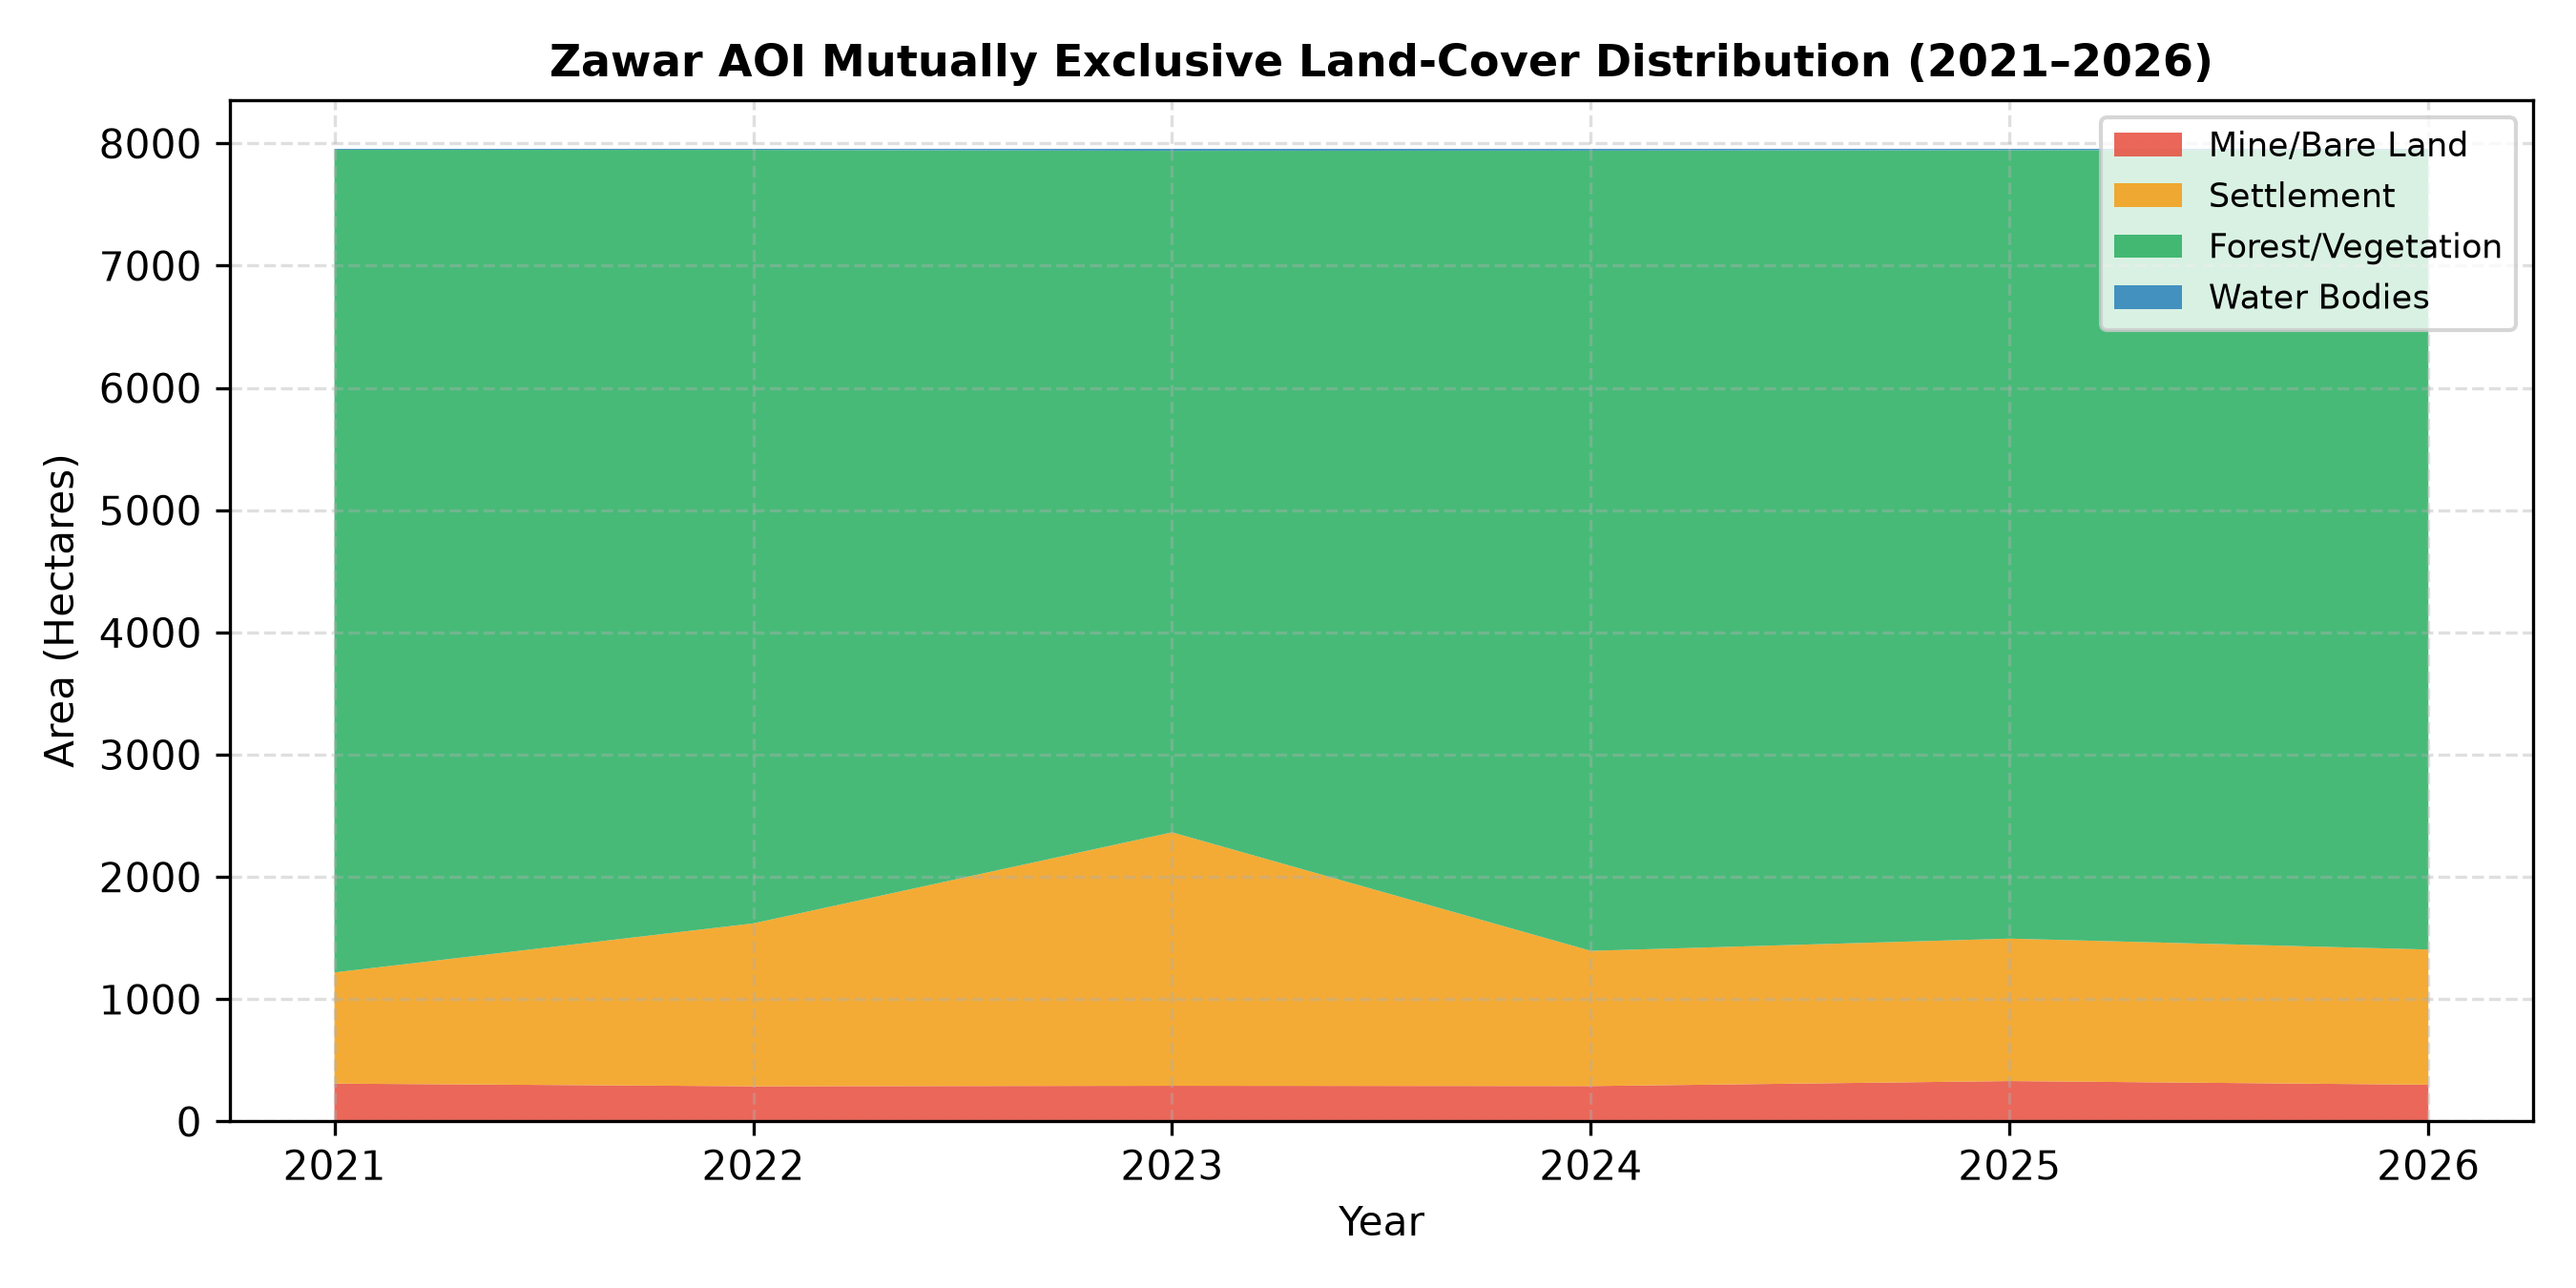 Zawar AOI Mutually Exclusive Land-Cover Distribution (2021–2026)
8000
7000
6000
5000
4000
3000
2000
1000
0
Area (Hectares)
Mine/Bare Land
Settlement
Forest/Vegetation
Water Bodies
2021 2022 2023 2024 2025 2026
Year